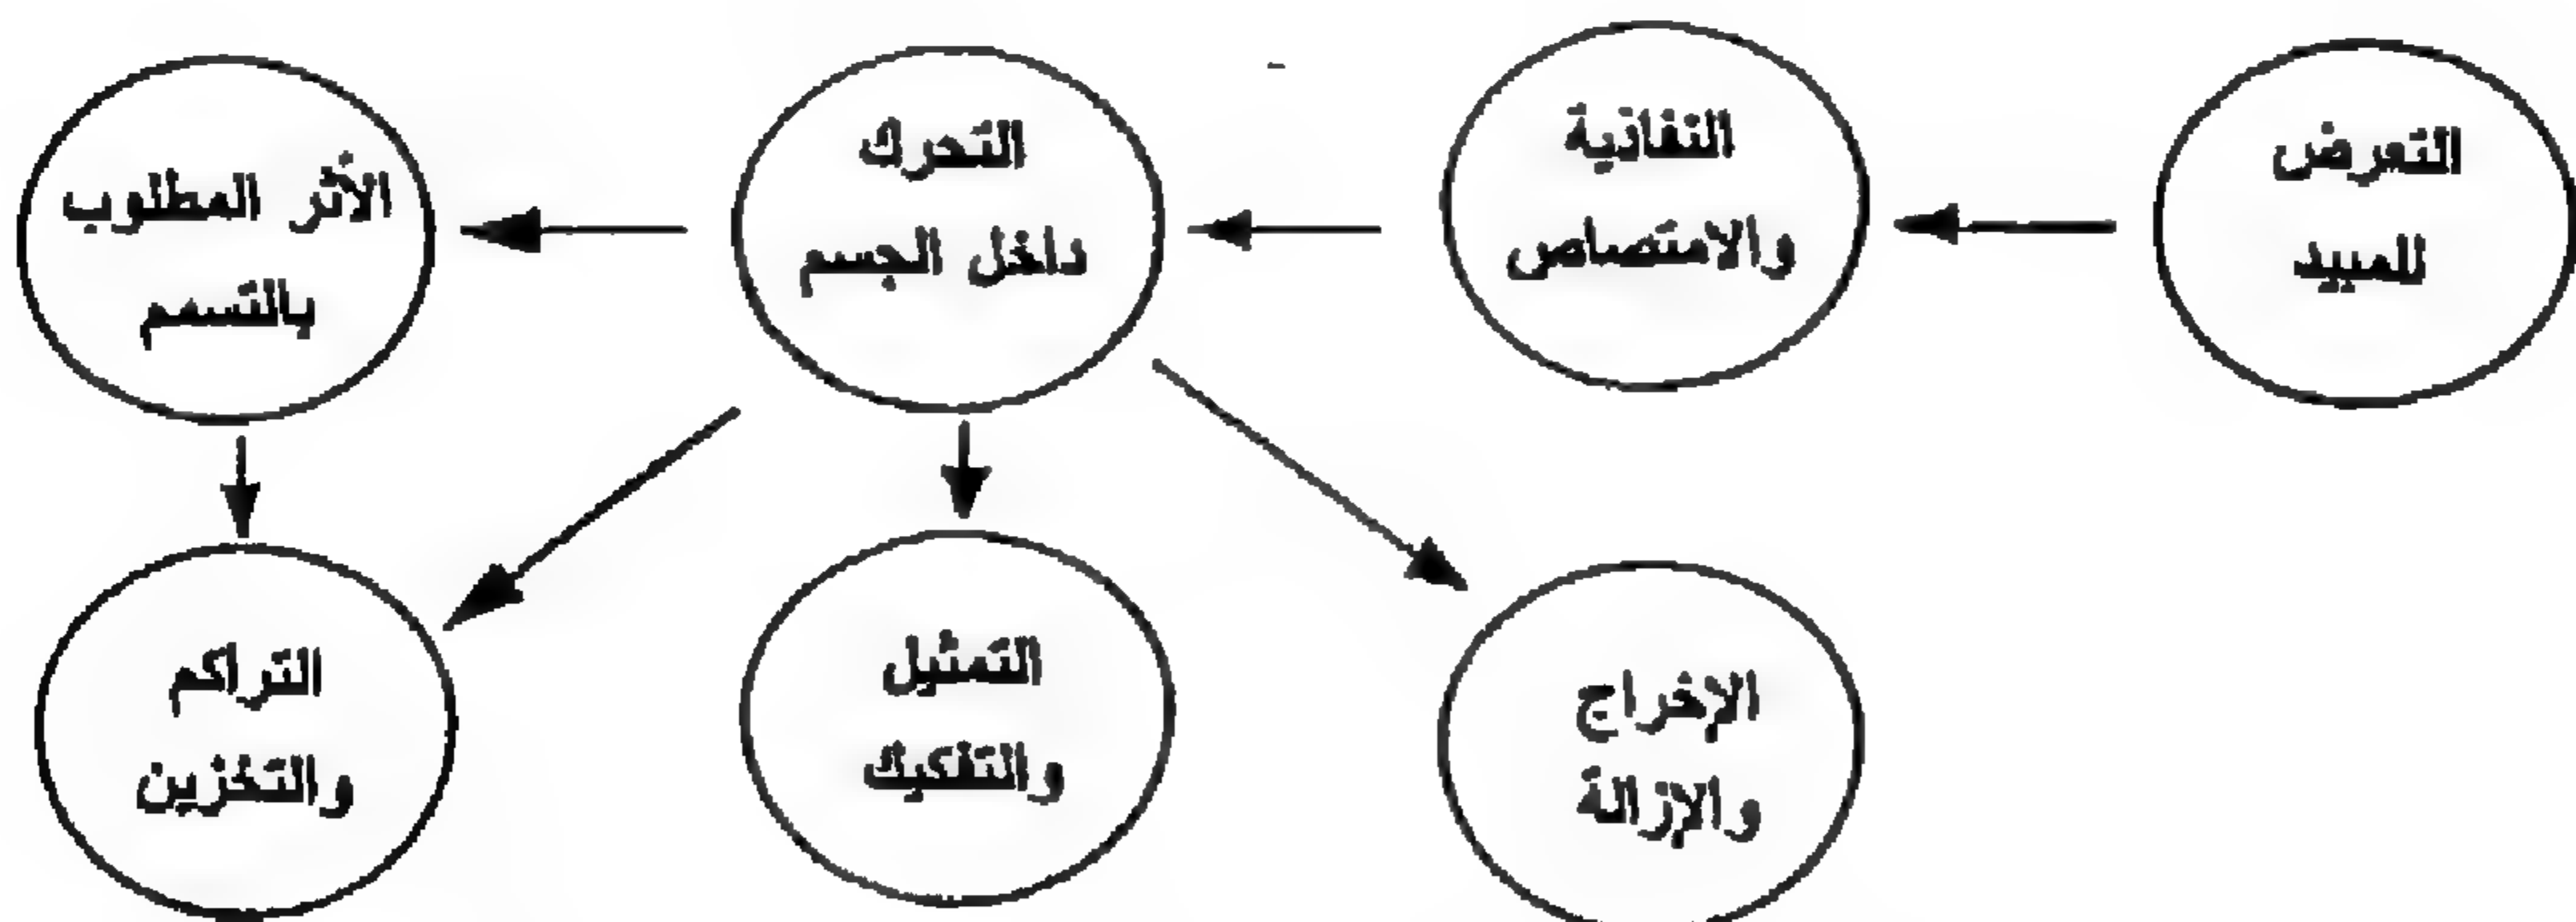 التعرض
للمبيد
النفاذية
والامتصاص
التحرك
داخل الجسم
الأثر المطلوب
بالتسمم
الإخراج
والإزالة
التمثيل
والتفكيك
التراكم
والتخزين